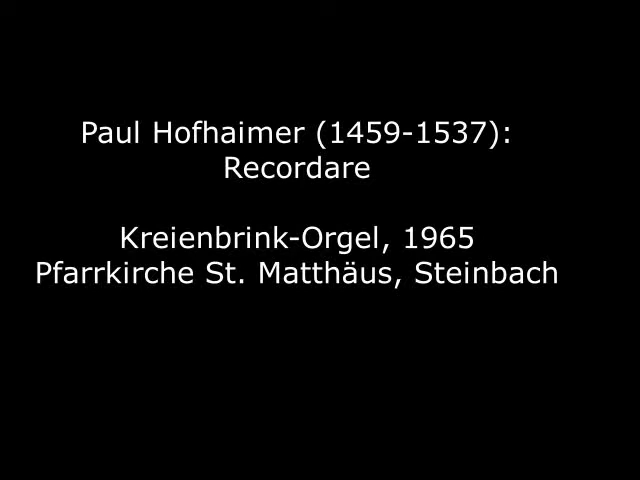 Paul Hofhaimer (1459-1537):
Recordare
Kreienbrink-Orgel, 1965
Pfarrkirche St. Matthäus, Steinbach